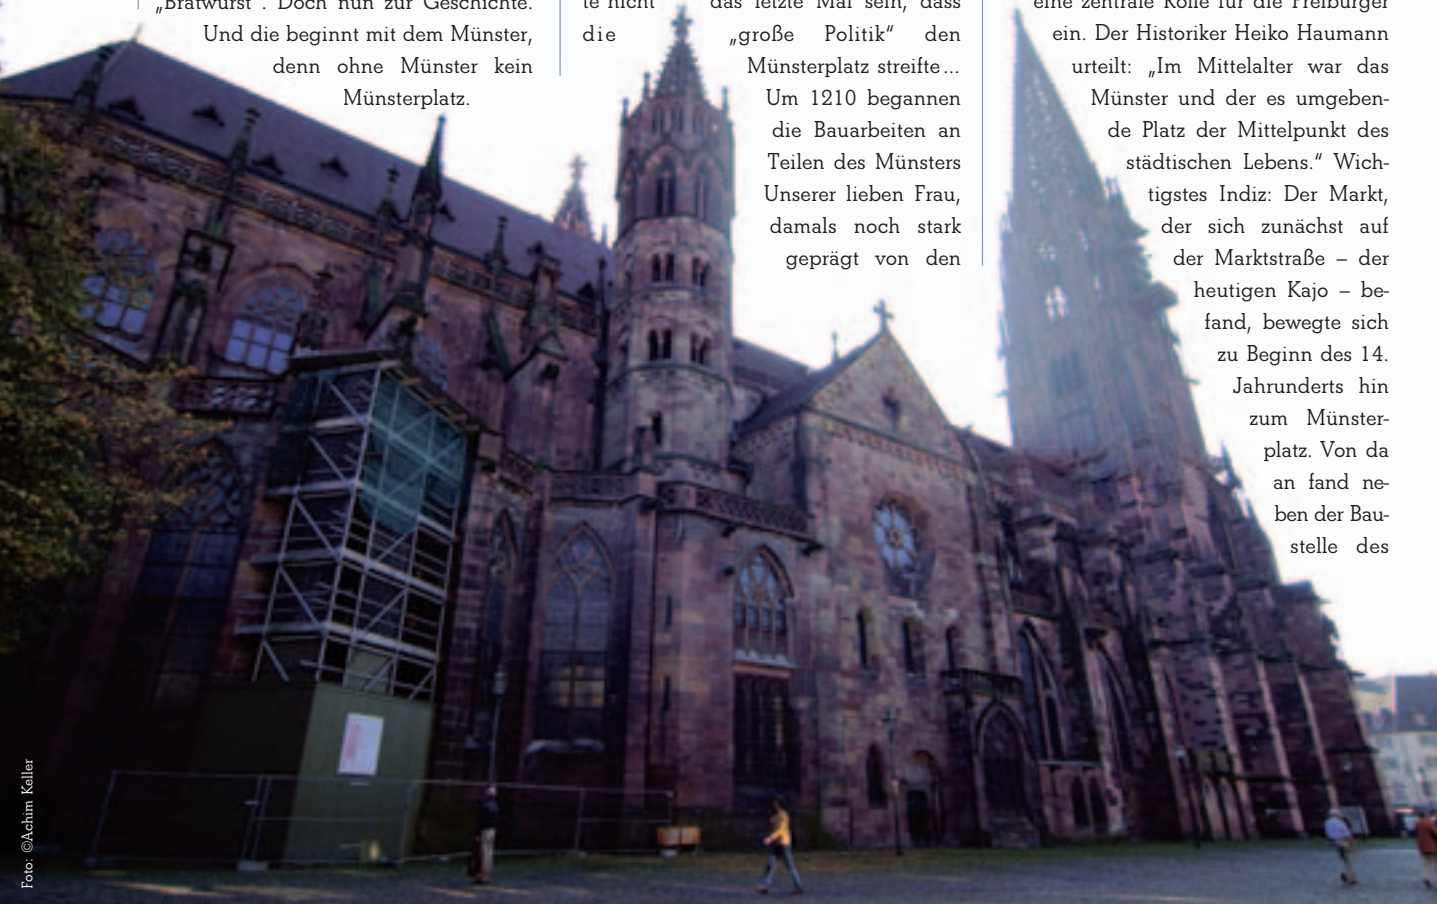 „Bratwurst“. Doch nun zur Geschichte.
Und die beginnt mit dem Münster,
denn ohne Münster kein
Münsterplatz.
te nicht
die
das letzte Mal sein, dass
„große Politik“ den
Münsterplatz streifte...
Um 1210 begannen
die Bauarbeiten an
Teilen des Münsters
Unserer lieben Frau,
damals noch stark
geprägt von den
eine zentrale Rolle für die Freiburger
ein. Der Historiker Heiko Haumann
urteilt: „Im Mittelalter war das
Münster und der es umgeben-
de Platz der Mittelpunkt des
städtischen Lebens.“ Wich-
tigstes Indiz: Der Markt,
der sich zunächst auf
der Marktstraße – der
heutigen Kajo – be-
fand, bewegte sich
zu Beginn des 14.
Jahrunderts hin
zum Münster-
platz. Von da
an fand ne-
ben der Bau-
stelle des
Foto: ©Achim Keller